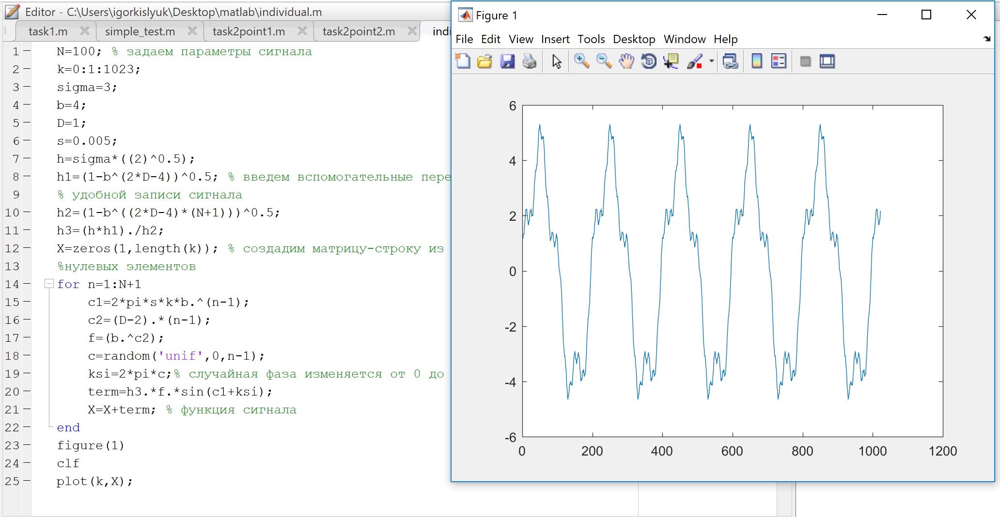 Editor - C:\Users\igorkislyuk\Desktop\matlab\individual.m
task1.m simple_test.m task2point1.m task2point2.m
1 N=100; % задаем параметры сигнала
2 k=0:1:1023;
3 sigma=3;
4 b=4;
5 D=1;
6 s=0.005;
7 h=sigma*((2)^0.5);
8 h1=(1-b^(2*D-4))^0.5; % введем вспомогательные пере
9 % удобной записи сигнала
10 h2=(1-b^((2*D-4)*(N+1)))^0.5;
11 h3=(h*h1)./h2;
12 X=zeros(1,length(k)); % создадим матрицу-строку из
13 %нулевых элементов
14 for n=1:N+1
15 c1=2*pi*s*k*b.^(n-1);
16 c2=(D-2).*(n-1);
17 f=(b.^c2);
18 c=random('unif',0,n-1);
19 ksi=2*pi*c;% случайная фаза изменяется от 0 до
20 term=h3.*f.*sin(c1+ksi);
21 X=X+term; % функция сигнала
22 end
23 figure(1)
24 clf
25 plot(k,X);
Figure 1
File Edit View Insert Tools Desktop Window Help
6
4
2
0
-2
-4
-6
0 200 400 600 800 1000 1200